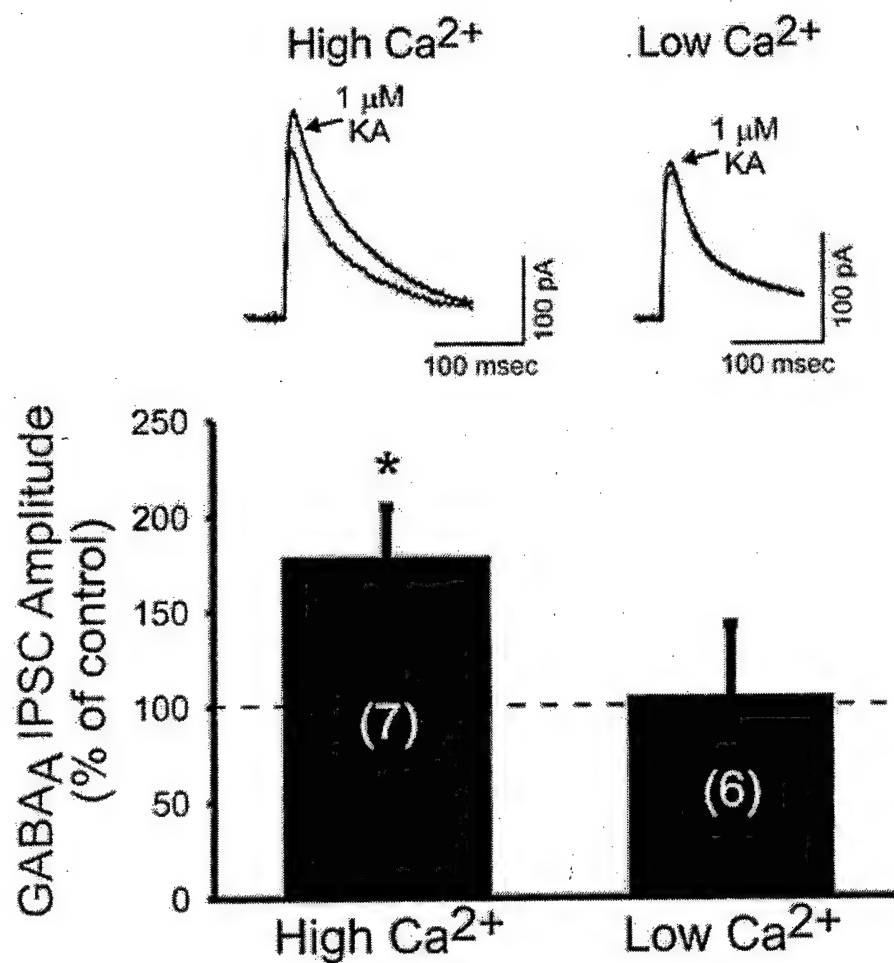 High Ca2+ Low Ca2+
1 µM
KA
1 µM
KA
100 pA
100 msec
100 pA
100 msec
GABAA IPSC Amplitude
(% of control)
250
200
150
100
50
0
*
(7)
(6)
High Ca2+ Low Ca2+